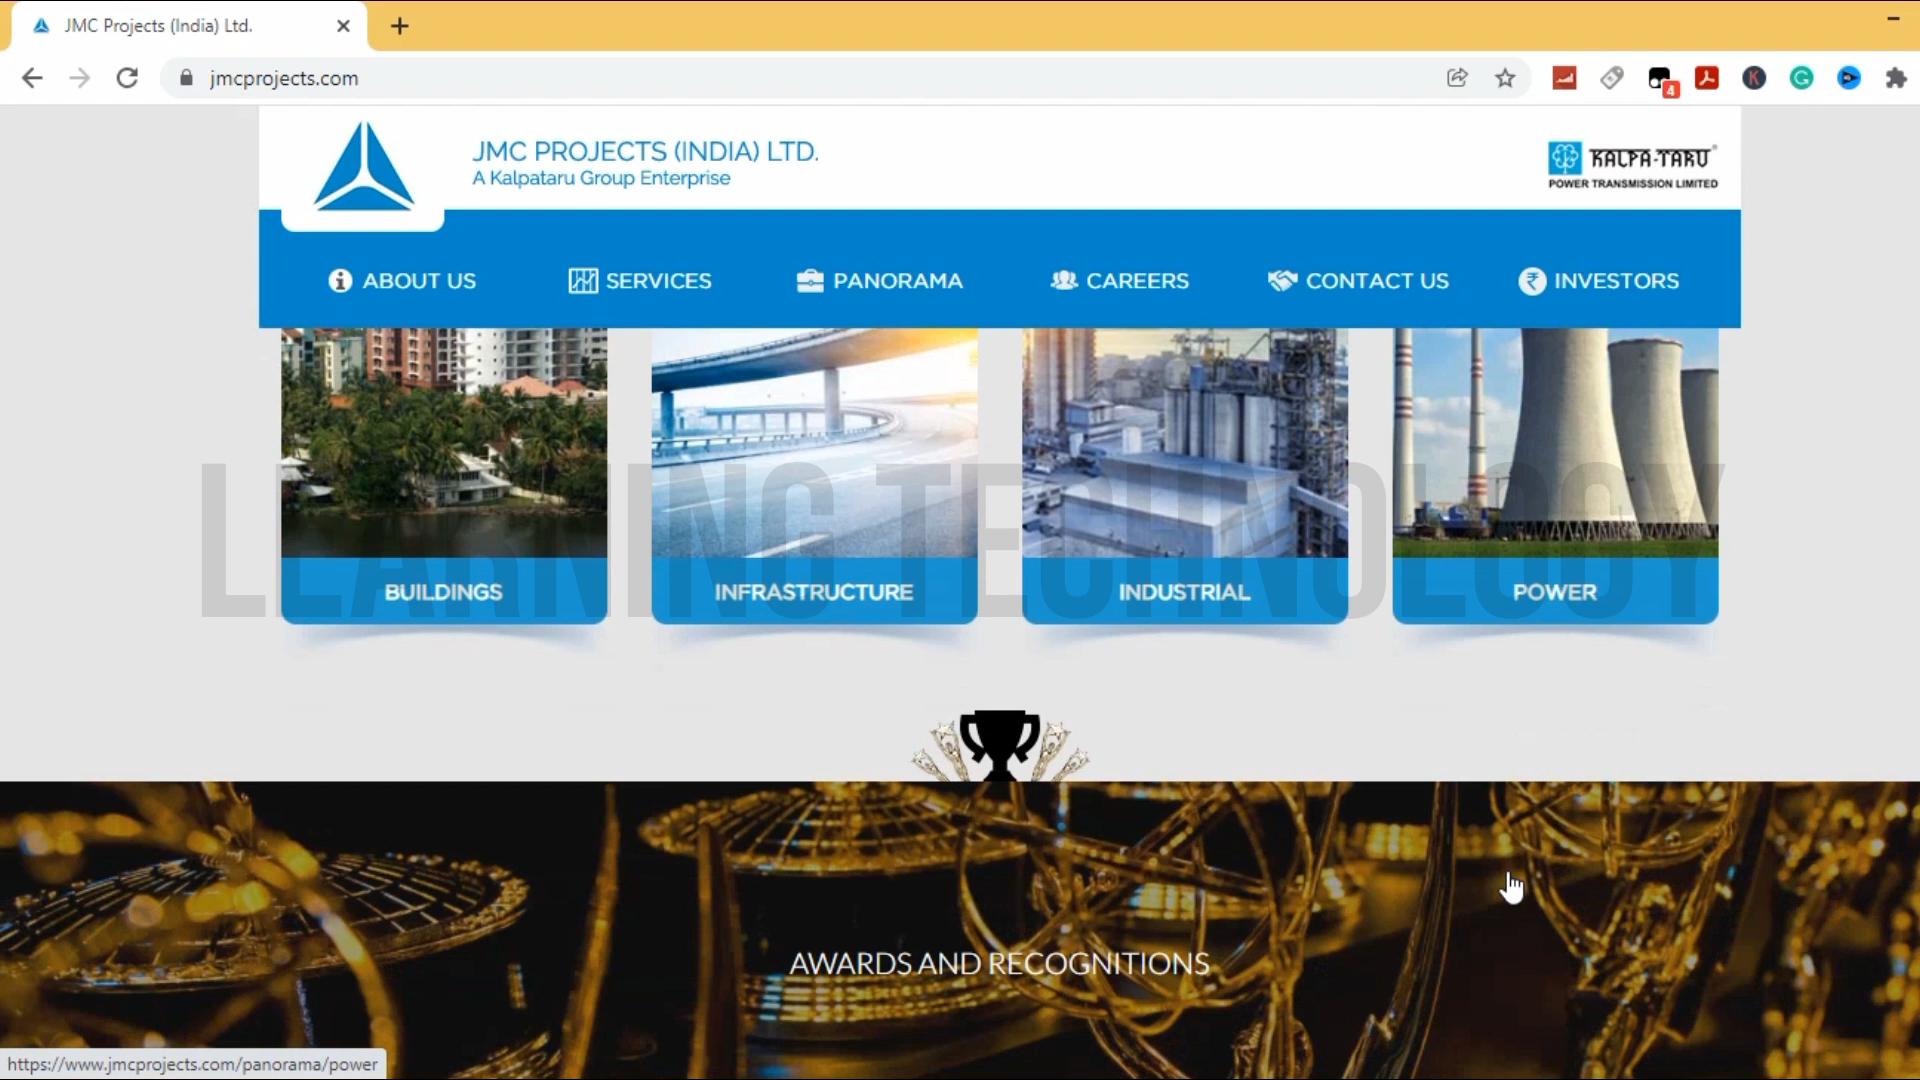 JMC Projects (India) Ltd.
jmcprojects.com
4
K
G
JMC PROJECTS (INDIA) LTD.
A Kalpataru Group Enterprise
KALPA-TARU®
POWER TRANSMISSION LIMITED
ABOUT US
SERVICES
PANORAMA
CAREERS
CONTACT US
INVESTORS
LEARNING TECHNOLOGY
BUILDINGS
INFRASTRUCTURE
INDUSTRIAL
POWER
AWARDS AND RECOGNITIONS
https://www.jmcprojects.com/panorama/power